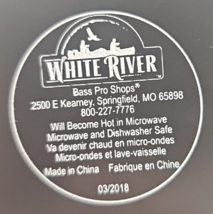 WHITE RIVER
Bass Pro Shops®
2500 E Kearney, Springfield, MO 65898
800-227-7776
Will Become Hot in Microwave
Microwave and Dishwasher Safe
Va devenir chaud en micro-ondes
Micro-ondes et lave-vaisselle
Made in China Fabrique en Chine
03/2018